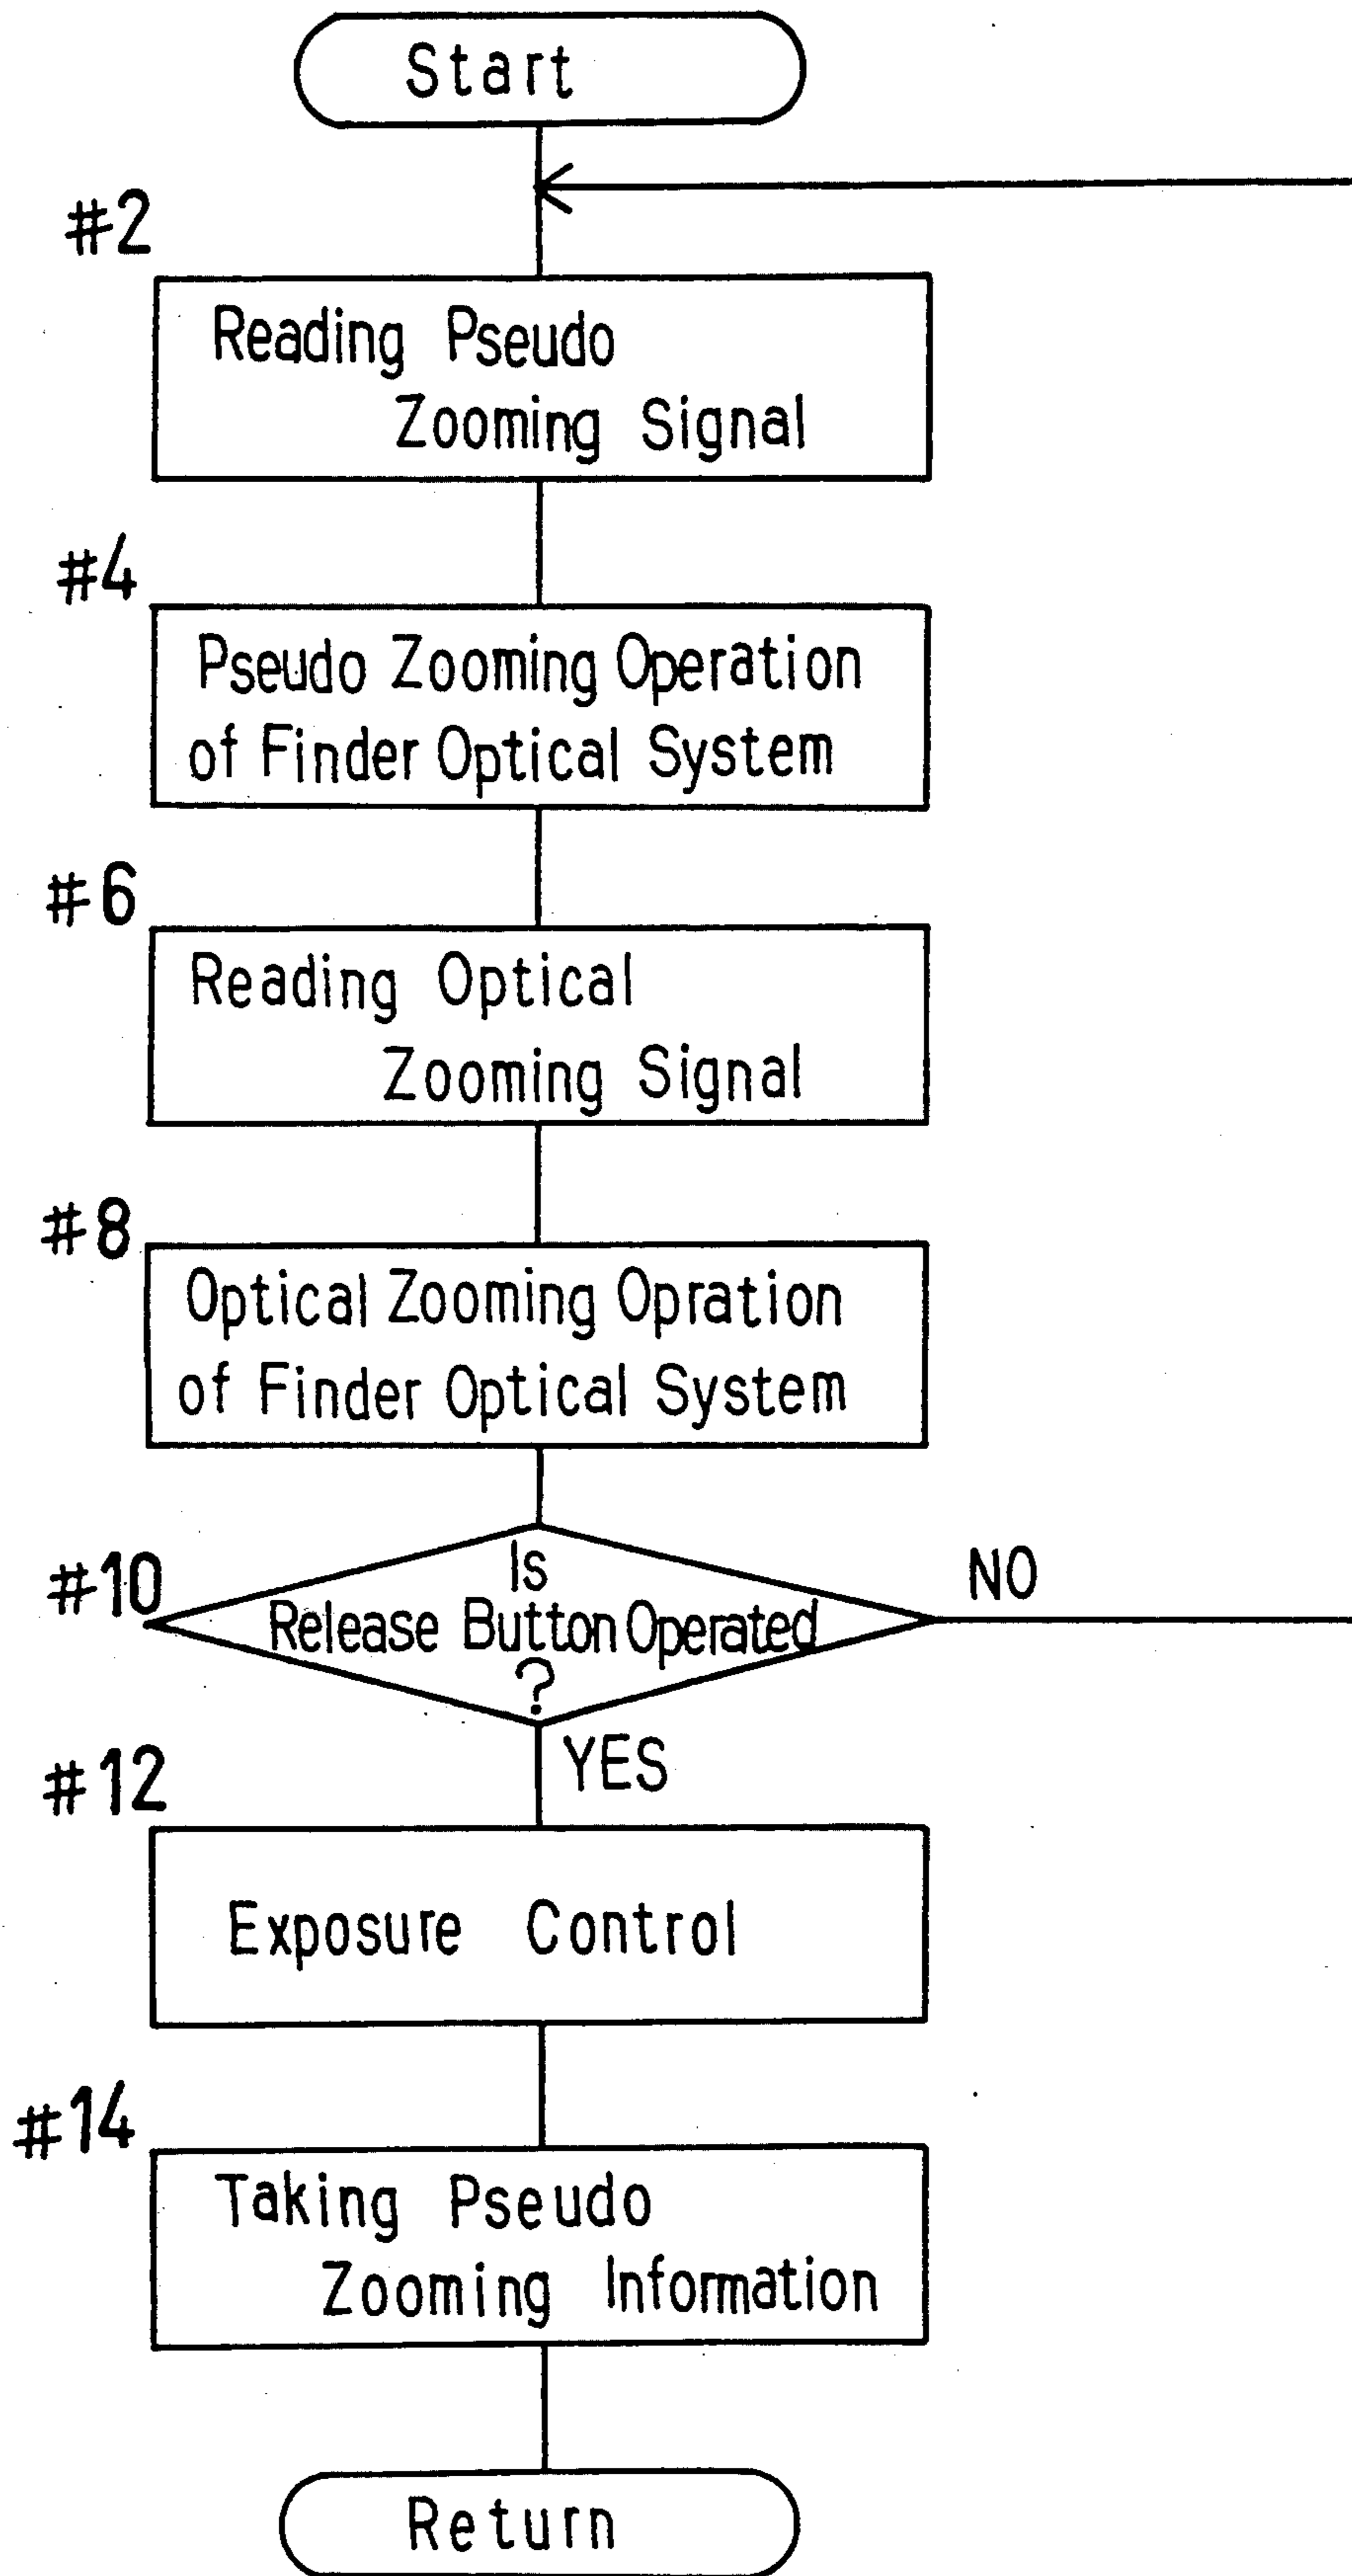 Start
#2
Reading Pseudo
Zooming Signal
#4
Pseudo Zooming Operation
of Finder Optical System
#6
Reading Optical
Zooming Signal
#8
Optical Zooming Opration
of Finder Optical System
#10
Is
Release Button Operated
?
NO
YES
#12
Exposure Control
#14
Taking Pseudo
Zooming Information
Return